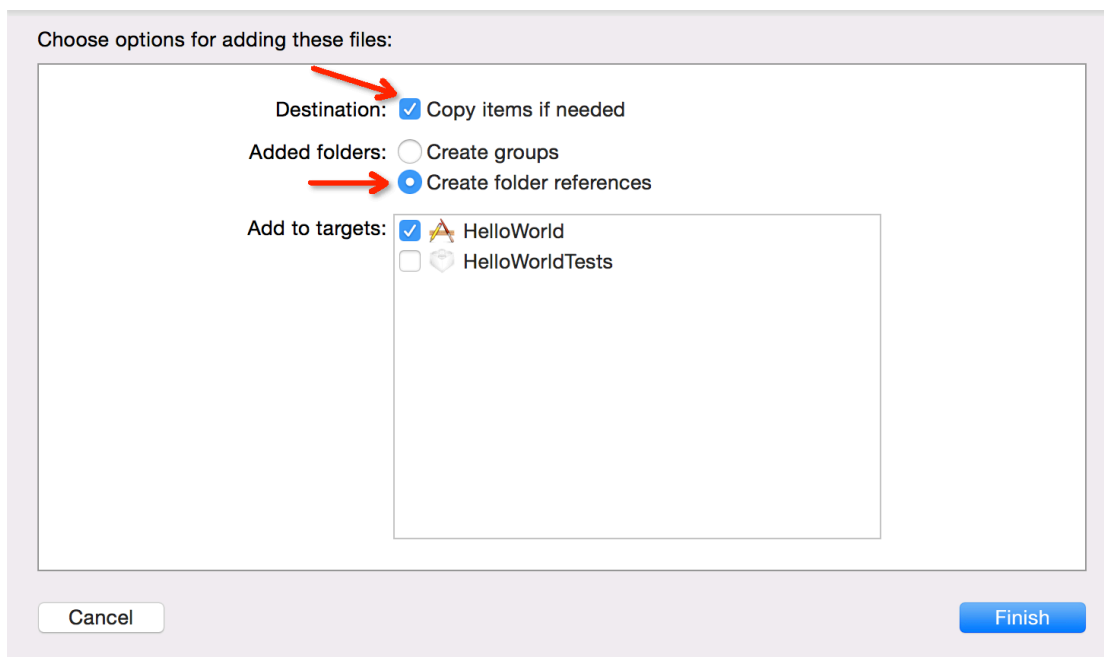 Choose options for adding these files:
Destination: Copy items if needed
Added folders: Create groups
Create folder references
Add to targets: HelloWorld
HelloWorldTests
Cancel Finish